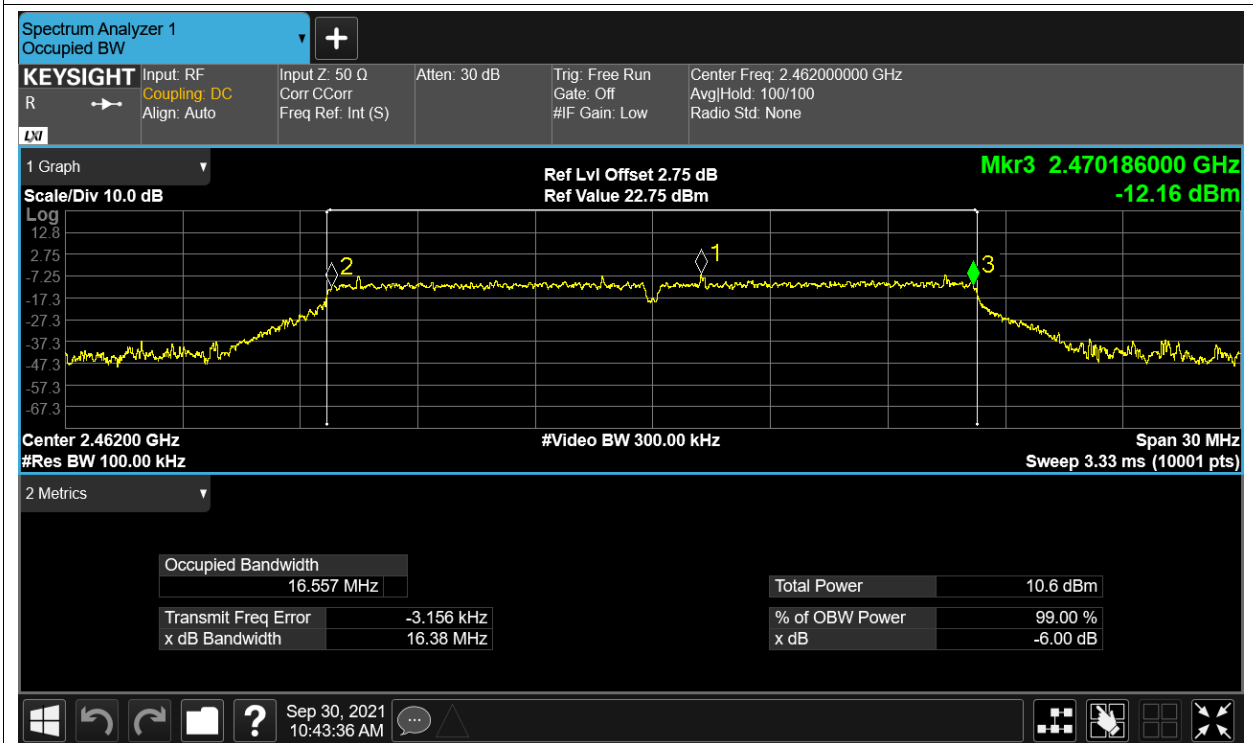 Spectrum Analyzer 1
Occupied BW
KEYSIGHT
R
LXI
Input: RF
Coupling: DC
Align: Auto
Input Z: 50 Ω
Corr CCorr
Freq Ref: Int (S)
Atten: 30 dB
Trig: Free Run
Gate: Off
#IF Gain: Low
Center Freq: 2.462000000 GHz
Avg|Hold: 100/100
Radio Std: None
1 Graph
Scale/Div 10.0 dB
Ref Lvl Offset 2.75 dB
Ref Value 22.75 dBm
Mkr3 2.470186000 GHz
-12.16 dBm
Log
12.8
2.75
-7.25
-17.3
-27.3
-37.3
-47.3
-57.3
-67.3
2
1
3
Center 2.46200 GHz
#Video BW 300.00 kHz
Span 30 MHz
#Res BW 100.00 kHz
Sweep 3.33 ms (10001 pts)
2 Metrics
Occupied Bandwidth
16.557 MHz
Transmit Freq Error -3.156 kHz
x dB Bandwidth 16.38 MHz
Total Power 10.6 dBm
% of OBW Power 99.00 %
x dB -6.00 dB
?
Sep 30, 2021
10:43:36 AM